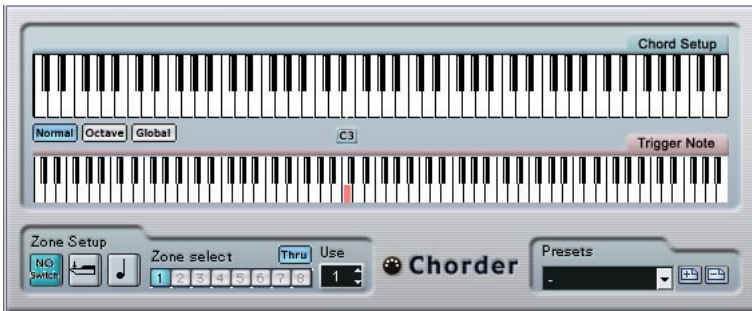 Chord Setup
Normal Octave Global
C3
Trigger Note
Zone Setup
NO Switch
Zone select Thru Use
1 2 3 4 5 6 7 8 1
Chorder
Presets
-